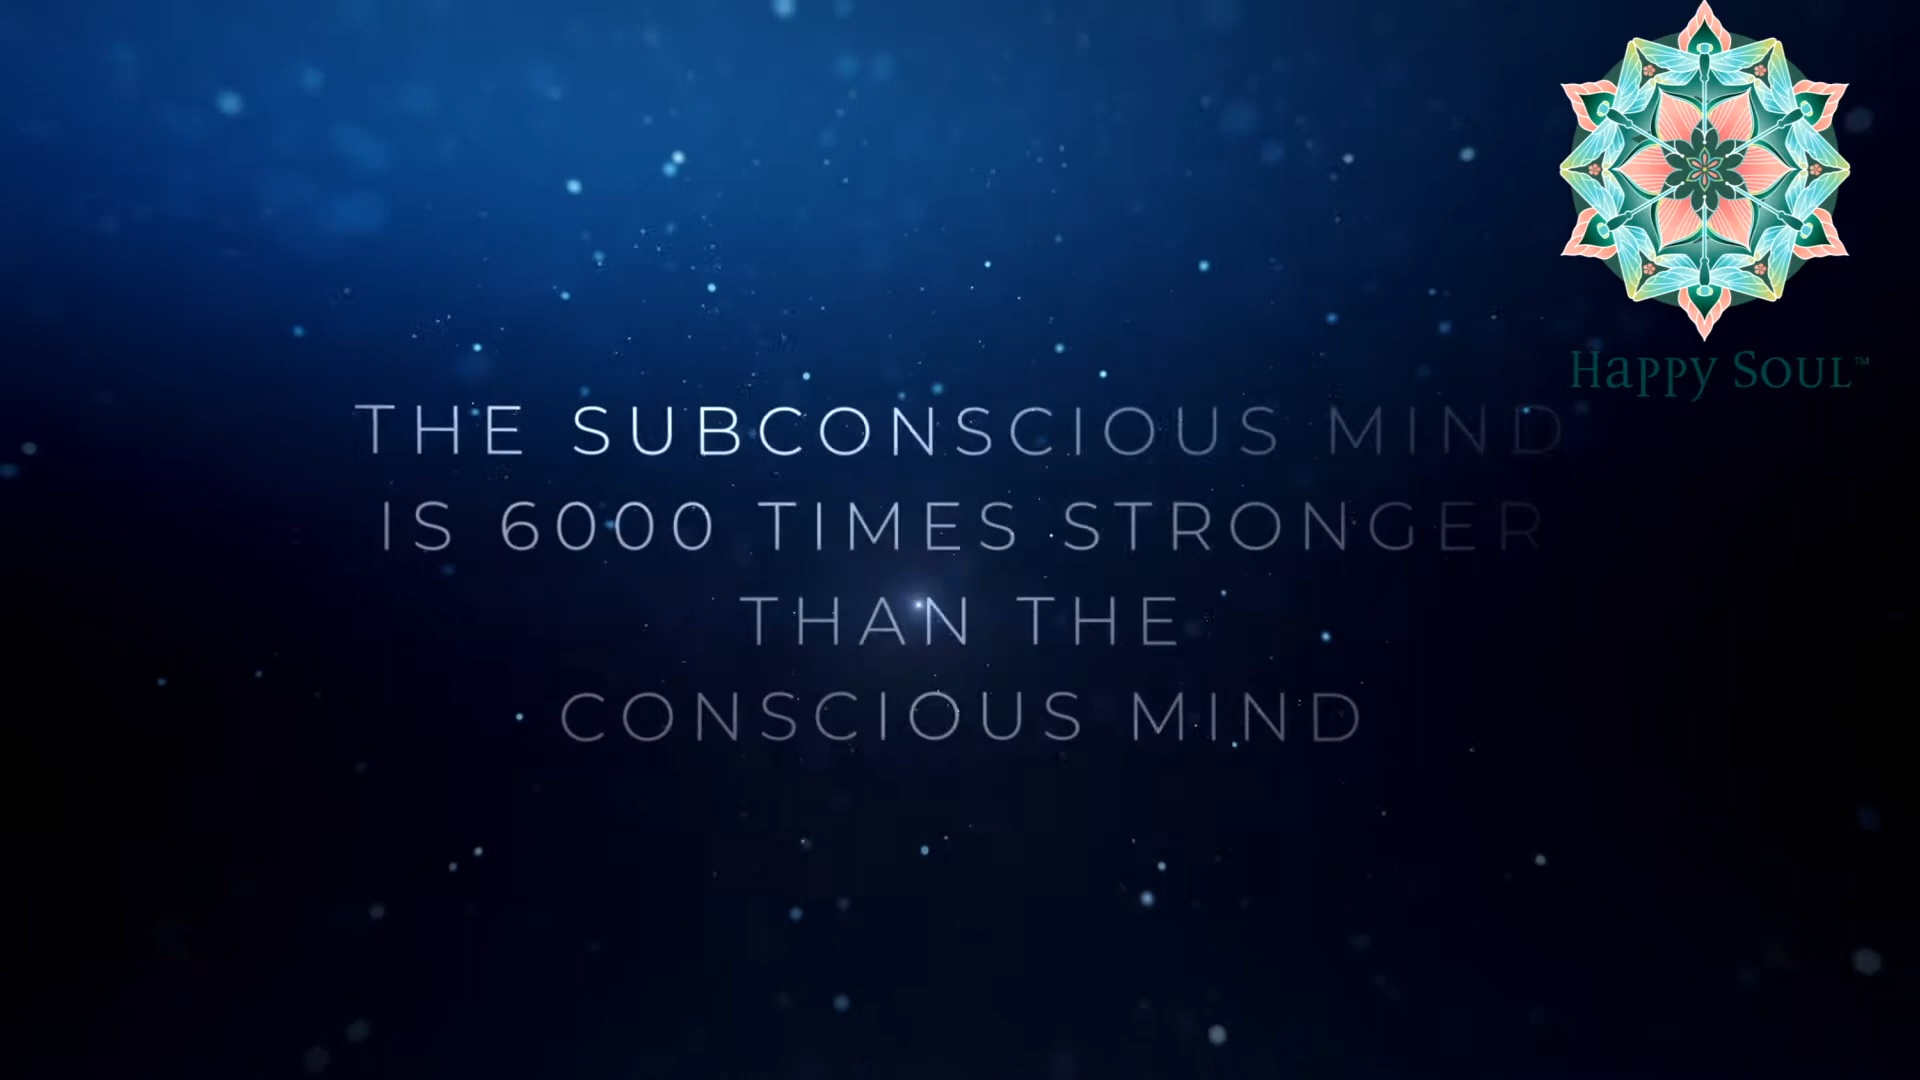 Happy Soul™
THE SUBCONSCIOUS MIND
IS 6000 TIMES STRONGER
THAN THE
CONSCIOUS MIND